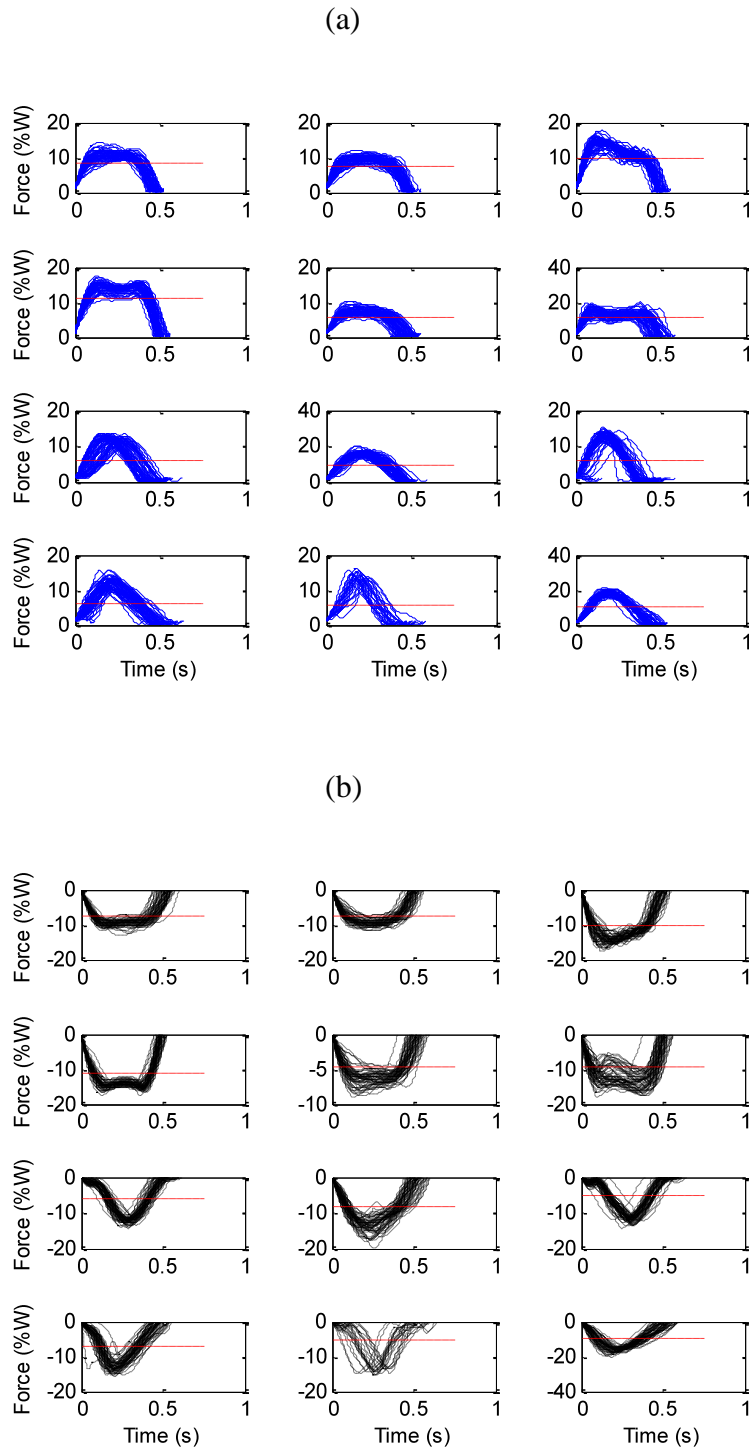 (a)
Force (%W) 20 10 0 0 0.5 1 20 10 0 0 0.5 1 20 10 0 0 0.5 1
Force (%W) 20 10 0 0 0.5 1 20 10 0 0 0.5 1 40 20 0 0 0.5 1
Force (%W) 20 10 0 0 0.5 1 40 20 0 0 0.5 1 20 10 0 0 0.5 1
Force (%W) 20 10 0 0 0.5 1 20 10 0 0 0.5 1 40 20 0 0 0.5 1
Time (s) Time (s) Time (s)
(b)
Force (%W) 0 -10 -20 0 0.5 1 0 -10 -20 0 0.5 1 0 -10 -20 0 0.5 1
Force (%W) 0 -10 -20 0 0.5 1 0 -5 -10 0 0.5 1 0 -10 -20 0 0.5 1
Force (%W) 0 -10 -20 0 0.5 1 0 -10 -20 0 0.5 1 0 -10 -20 0 0.5 1
Force (%W) 0 -10 -20 0 0.5 1 0 -10 -20 0 0.5 1 0 -20 -40 0 0.5 1
Time (s) Time (s) Time (s)